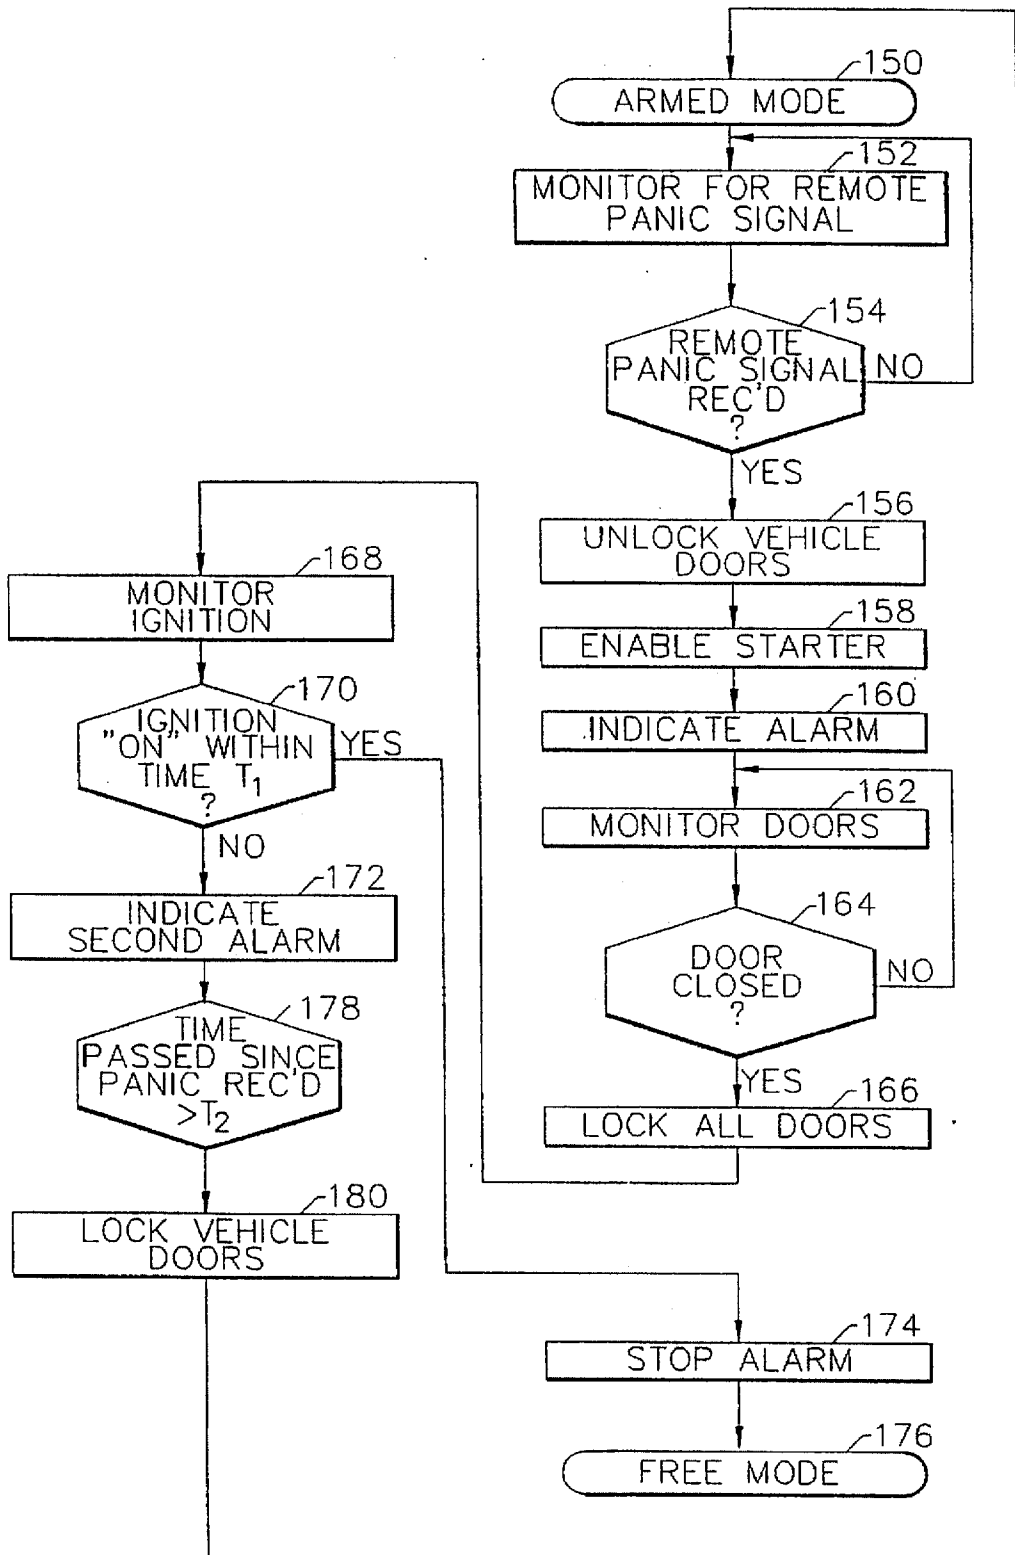 150
ARMED MODE
152
MONITOR FOR REMOTE
PANIC SIGNAL
154
REMOTE
PANIC SIGNAL
REC'D
?
NO
YES
156
UNLOCK VEHICLE
DOORS
158
ENABLE STARTER
160
INDICATE ALARM
162
MONITOR DOORS
164
DOOR
CLOSED
?
NO
YES
166
LOCK ALL DOORS
168
MONITOR
IGNITION
170
IGNITION
"ON" WITHIN
TIME T1
?
YES
NO
172
INDICATE
SECOND ALARM
178
TIME
PASSED SINCE
PANIC REC'D
>T2
180
LOCK VEHICLE
DOORS
174
STOP ALARM
176
FREE MODE